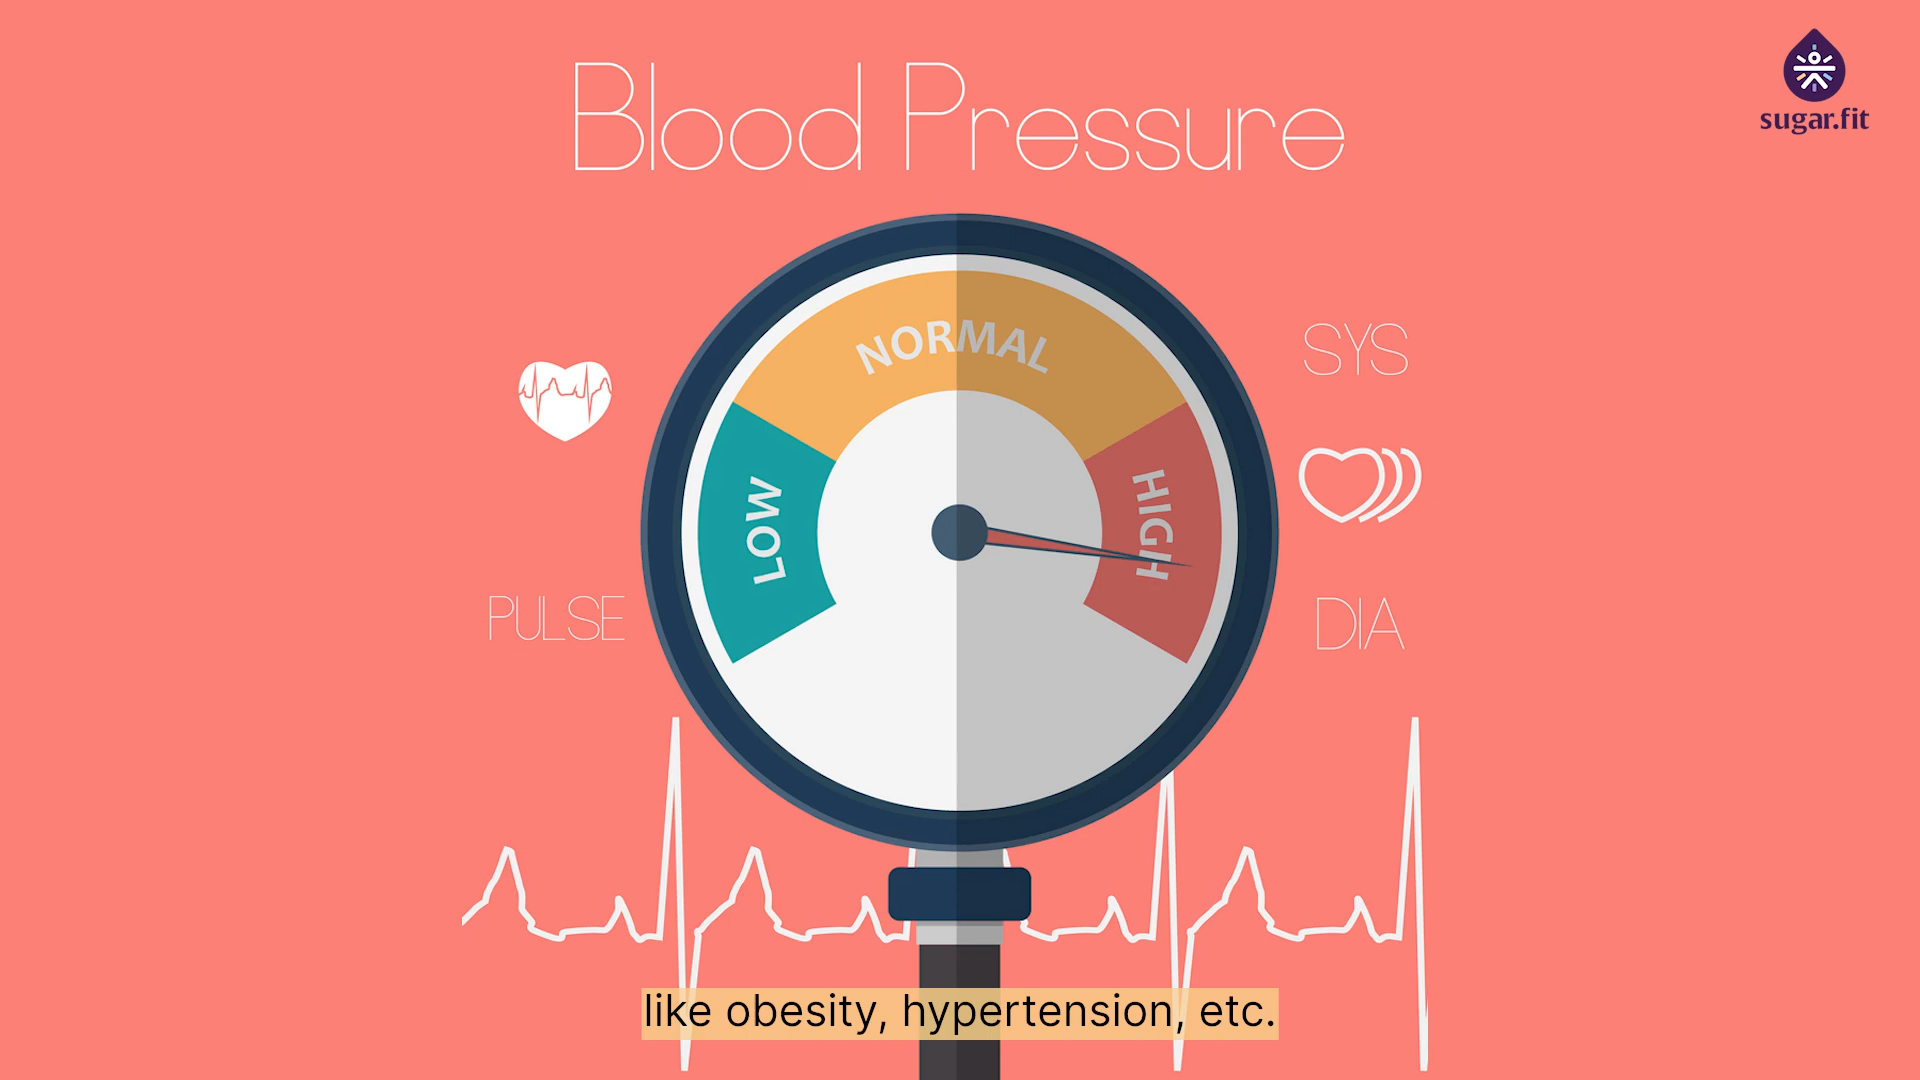 Blood Pressure
sugar.fit
NORMAL
LOW
HIGH
SYS
PULSE
DIA
like obesity, hypertension, etc.